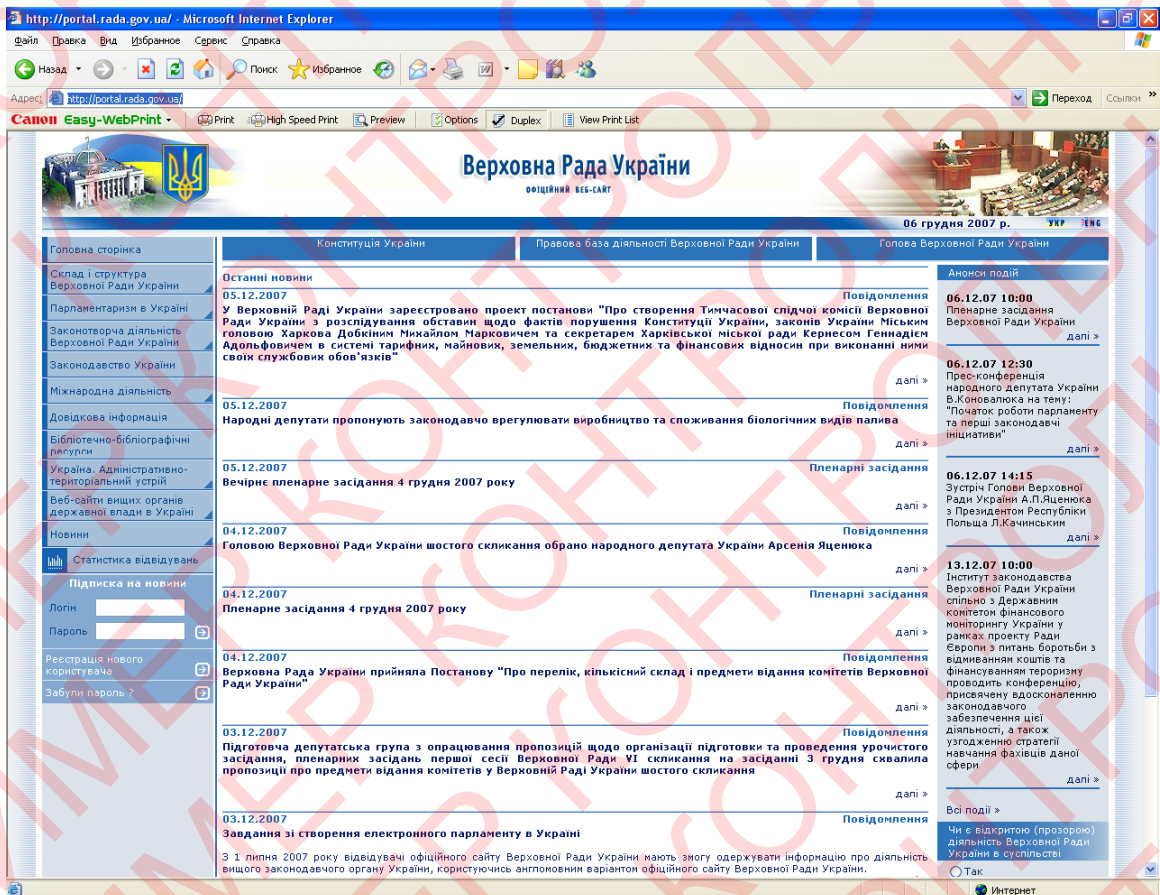 http://portal.rada.gov.ua/ - Microsoft Internet Explorer
Файл Правка Вид Избранное Сервис Справка
Назад Поиск Избранное
Адрес: http://portal.rada.gov.ua/ Переход Ссылки »
Canon Easy-WebPrint Print High Speed Print Preview Options Duplex View Print List
Верховна Рада України
ОФІЦІЙНИЙ ВЕБ-САЙТ
06 грудня 2007 р. УКР ENG
Головна сторінка
Склад і структура
Верховної Ради України
Парламентаризм в Україні
Законотворча діяльність
Верховної Ради України
Законодавство України
Міжнародна діяльність
Довідкова інформація
Бібліотечно-бібліографічні
ресурси
Україна. Адміністративно-
територіальний устрій
Веб-сайти вищих органів
державної влади в Україні
Новини
Статистика відвідувань
Підписка на новини
Логін
Пароль
Реєстрація нового
користувача
Забули пароль ?
Конституція України Правова база діяльності Верховної Ради України Голова Верховної Ради України
Останні новини
05.12.2007 Повідомлення
У Верховній Раді України зареєстровано проект постанови "Про створення Тимчасової слідчої комісії Верховної
Ради України з розслідування обставин щодо фактів порушення Конституції України, законів України Міським
головою Харкова Добкіним Михайлом Марковичем та секретарем Харківської міської ради Кернесом Геннадієм
Адольфовичем в системі тарифних, майнових, земельних, бюджетних та фінансових відносин при виконанні ними
своїх службових обов'язків"
далі »
05.12.2007 Повідомлення
Народні депутати пропонують законодавчо врегулювати виробництво та споживання біологічних видів палива
далі »
05.12.2007 Пленарні засідання
Вечірнє пленарне засідання 4 грудня 2007 року
далі »
04.12.2007 Повідомлення
Головою Верховної Ради України шостого скликання обрано народного депутата України Арсенія Яценюка
далі »
04.12.2007 Пленарні засідання
Пленарне засідання 4 грудня 2007 року
далі »
04.12.2007 Повідомлення
Верховна Рада України прийняла Постанову "Про перелік, кількісний склад і предмети відання комітетів Верховної
Ради України"
далі »
03.12.2007 Повідомлення
Підготовча депутатська група з опрацювання пропозицій щодо організації підготовки та проведення урочистого
засідання, пленарних засідань першої сесії Верховної Ради VI скликання на засіданні 3 грудня схвалила
пропозиції про предмети відання комітетів у Верховній Раді України шостого скликання
далі »
03.12.2007 Повідомлення
Завдання зі створення електронного парламенту в Україні
З 1 липня 2007 року відвідувачі офіційного сайту Верховної Ради України мають змогу одержувати інформацію про діяльність
вищого законодавчого органу України, користуючись англомовним варіантом офіційного сайту Верховної Ради України.
Анонси подій
06.12.07 10:00
Пленарне засідання
Верховної Ради України
далі »
06.12.07 12:30
Прес-конференція
народного депутата України
В.Коновалюка на тему:
"Початок роботи парламенту
та перші законодавчі
ініціативи"
далі »
06.12.07 14:15
Зустріч Голови Верховної
Ради України А.П.Яценюка
з Президентом Республіки
Польща Л.Качинським
далі »
13.12.07 10:00
Інститут законодавства
Верховної Ради України
спільно з Державним
комітетом фінансового
моніторингу України у
рамках проекту Ради
Європи з питань боротьби з
відмиванням коштів та
фінансуванням тероризму
проводить конференцію,
присвячену вдосконаленню
законодавчого
забезпечення цієї
діяльності, а також
узгодженню стратегії
навчання фахівців даної
сфери
далі »
Всі події »
Чи є відкритою (прозорою)
діяльність Верховної Ради
України в суспільстві
Так
Интернет